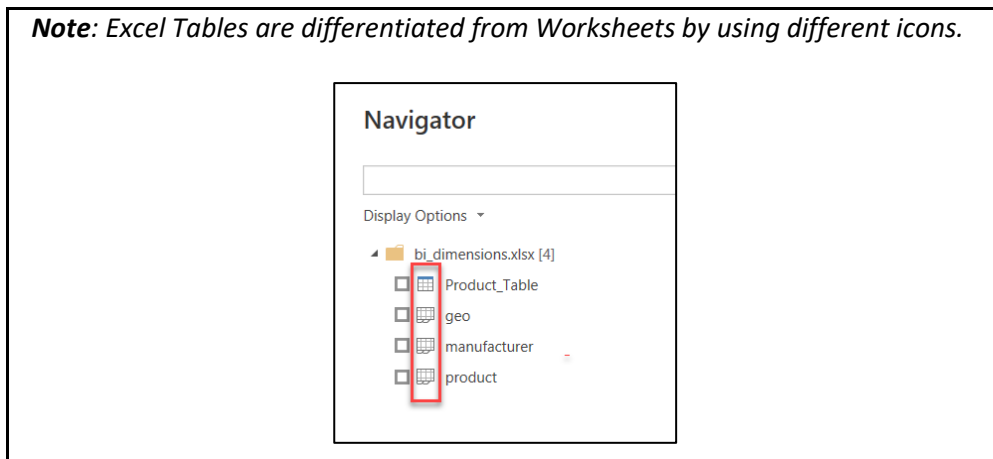 Note: Excel Tables are differentiated from Worksheets by using different icons.
Navigator
Display Options
bi_dimensions.xlsx [4]
Product_Table
geo
manufacturer
product